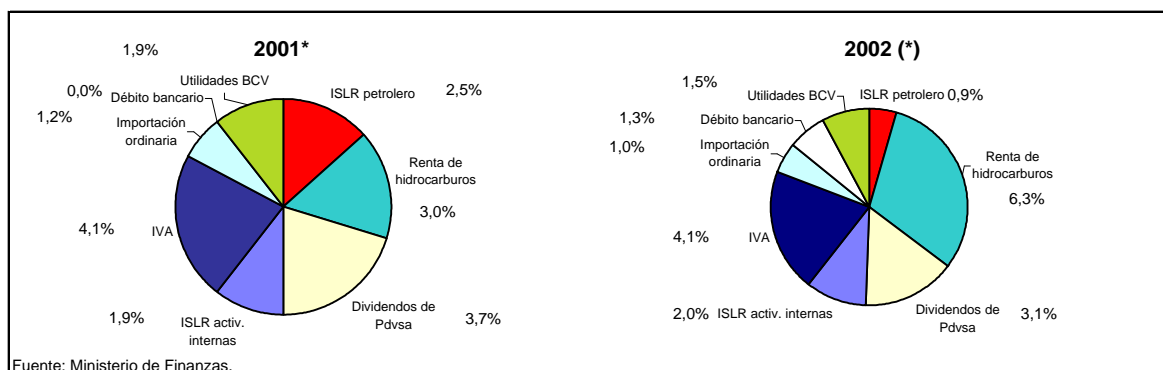 2001*
1,9%
Utilidades BCV
ISLR petrolero
2,5%
0,0%
Débito bancario
1,2%
Importación
ordinaria
Renta de
hidrocarburos
3,0%
4,1%
IVA
Dividendos de
Pdvsa
3,7%
1,9%
ISLR activ.
internas
2002 (*)
1,5%
Utilidades BCV
ISLR petrolero
0,9%
1,3%
Débito bancario
1,0%
Importación
ordinaria
Renta de
hidrocarburos
6,3%
4,1%
IVA
2,0%
ISLR activ. internas
Dividendos de
Pdvsa
3,1%
Fuente: Ministerio de Finanzas.